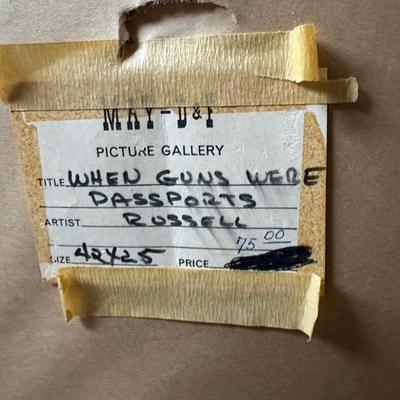 MAY-D&F
PICTURE GALLERY
TITLE WHEN GUNS WERE
PASSPORTS
ARTIST RUSSELL
75 00
SIZE 42X25 PRICE